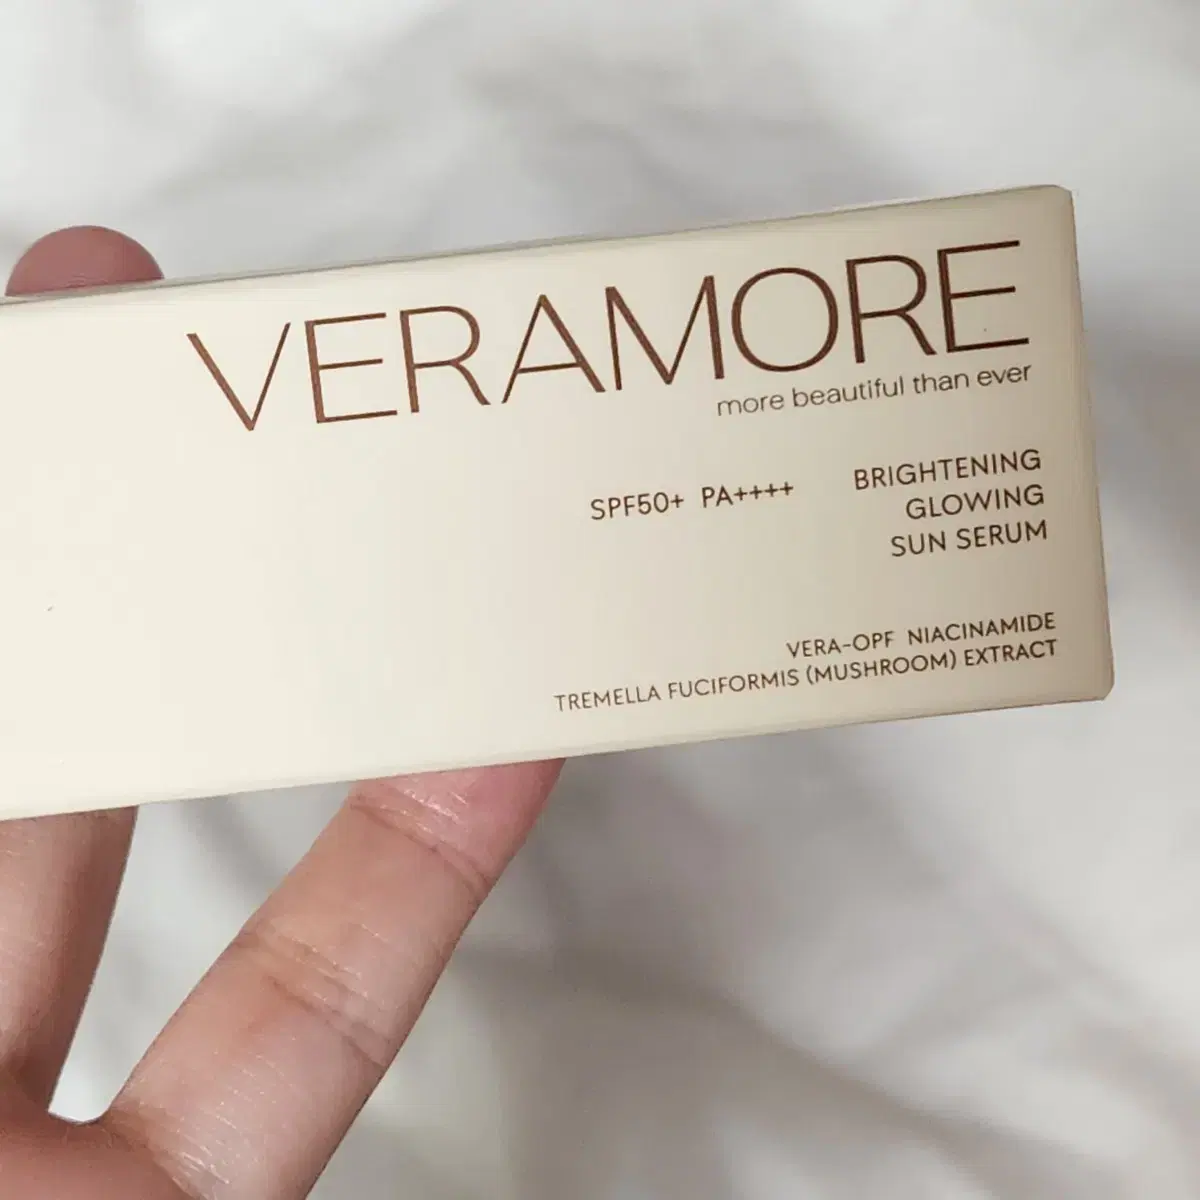 VERAMORE
more beautiful than ever
SPF50+ PA++++
BRIGHTENING
GLOWING
SUN SERUM
VERA-OPF NIACINAMIDE
TREMELLA FUCIFORMIS (MUSHROOM) EXTRACT